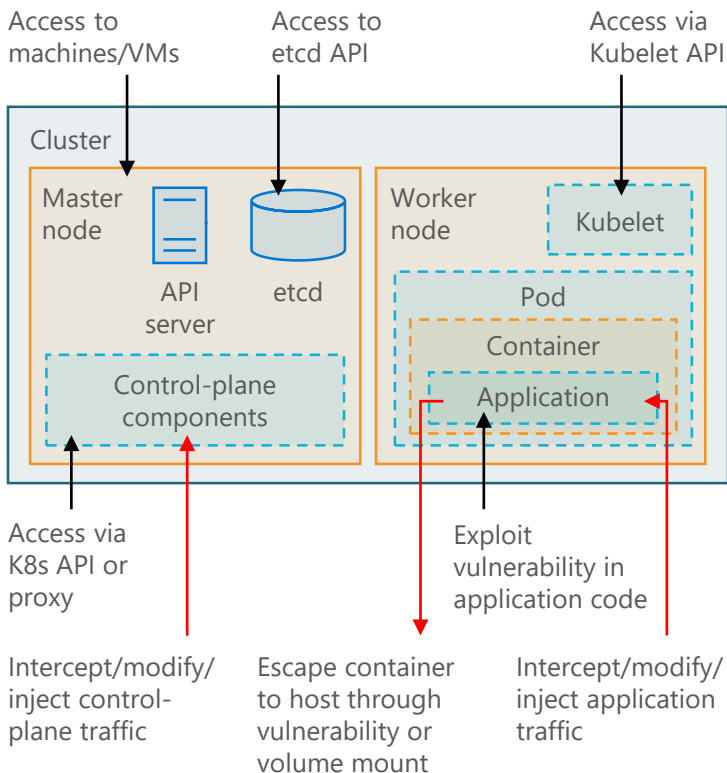 Access to
machines/VMs
Access to
etcd API
Access via
Kubelet API
Cluster
Master
node
API
server
etcd
Control-plane
components
Worker
node
Kubelet
Pod
Container
Application
Access via
K8s API or
proxy
Exploit
vulnerability in
application code
Intercept/modify/
inject control-
plane traffic
Escape container
to host through
vulnerability or
volume mount
Intercept/modify/
inject application
traffic